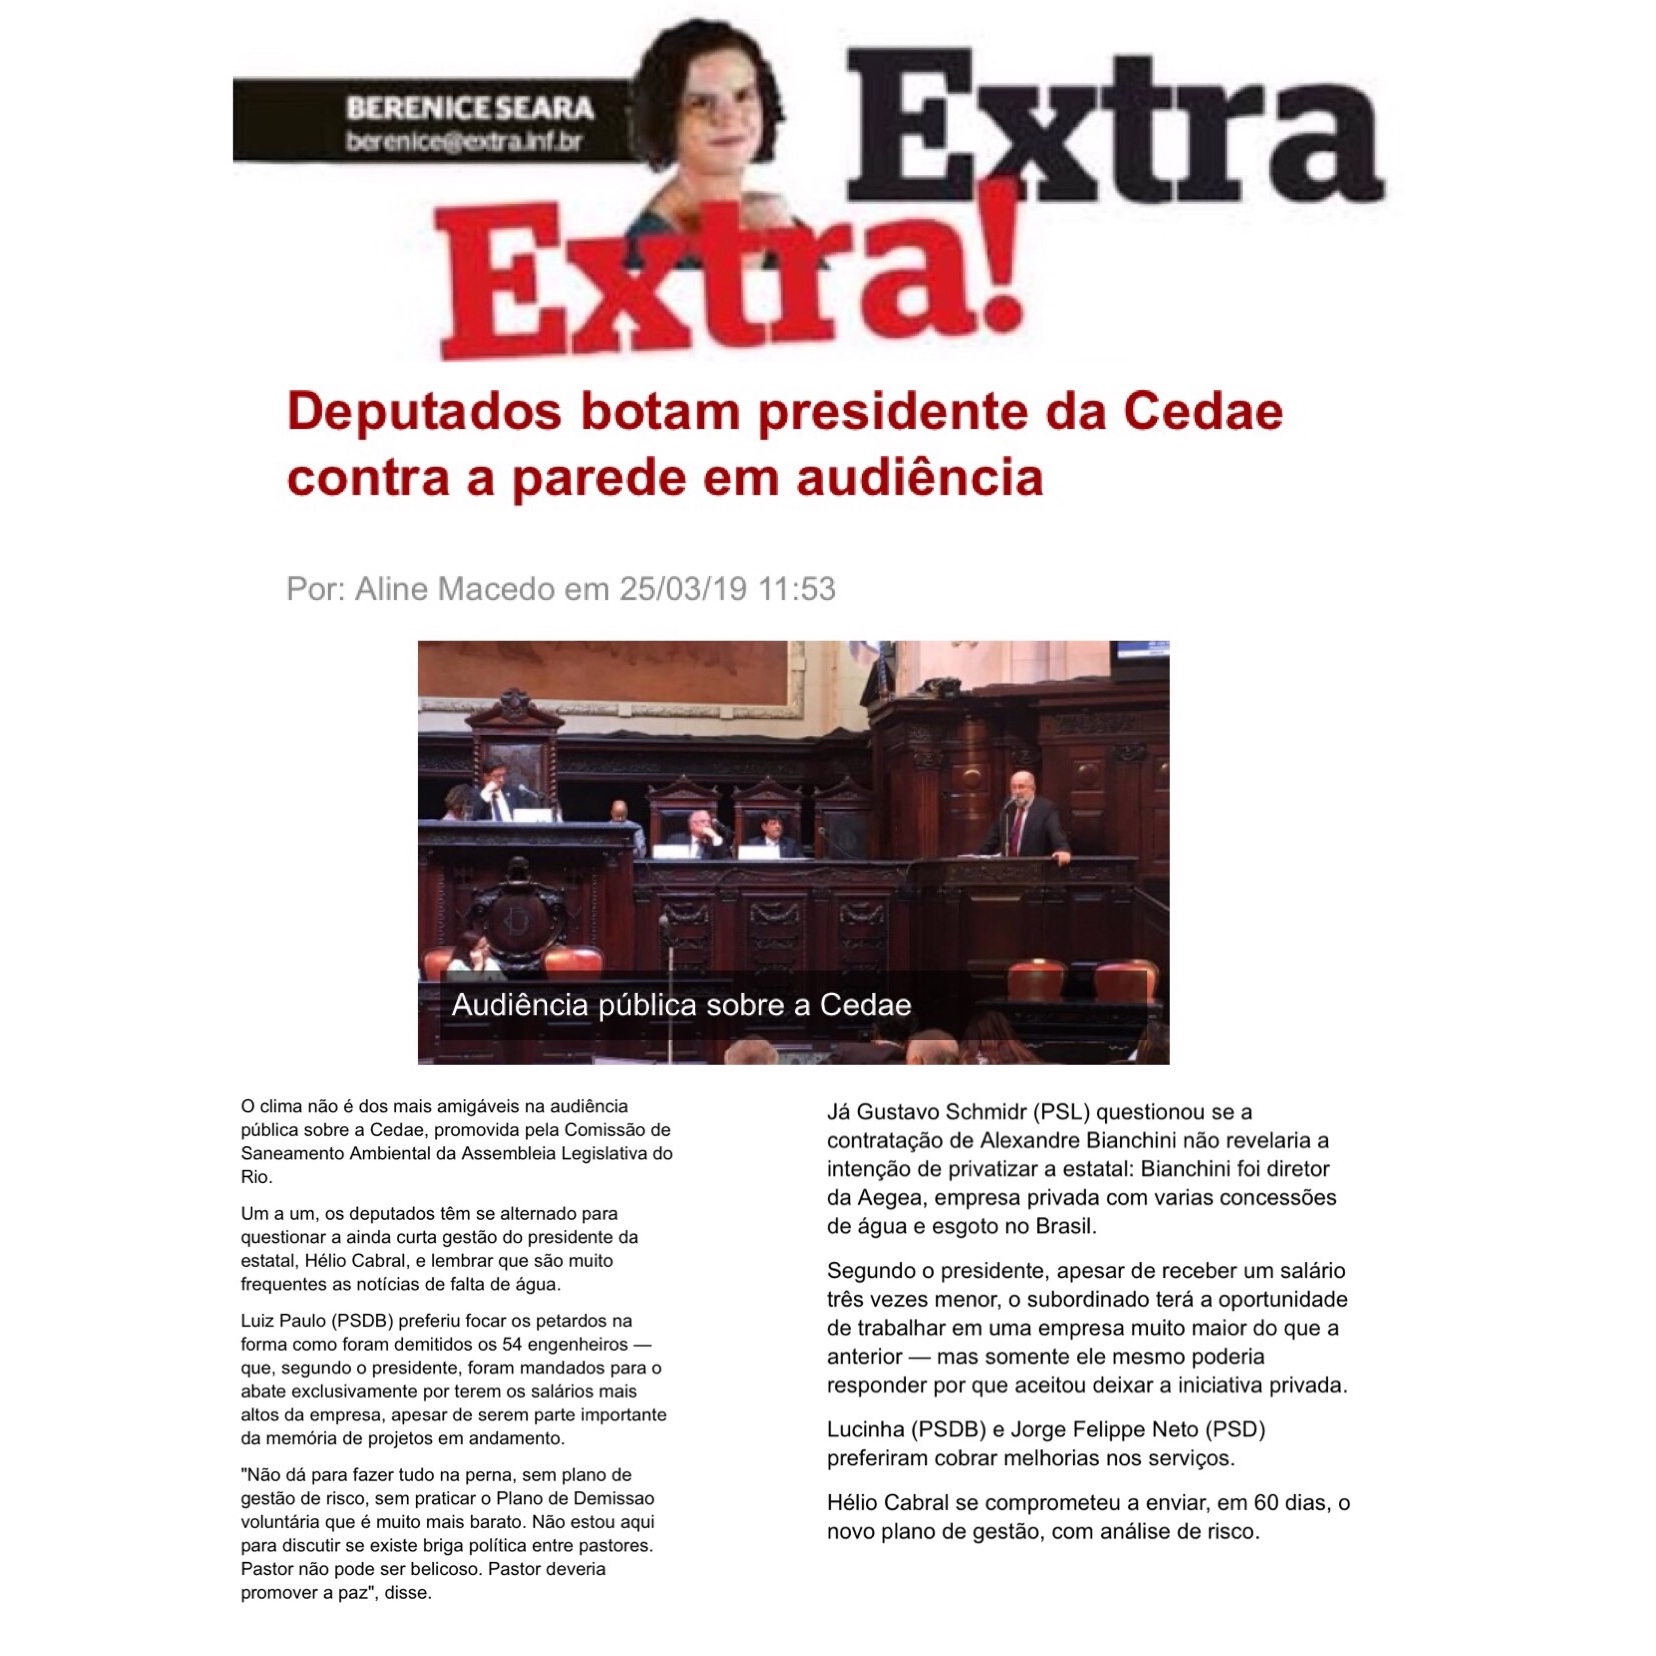 BERENICE SEARA
berenice@extra.inf.br
Extra
Extra!
Deputados botam presidente da Cedae
contra a parede em audiência
Por: Aline Macedo em 25/03/19 11:53
Audiência pública sobre a Cedae
O clima não é dos mais amigáveis na audiência
pública sobre a Cedae, promovida pela Comissão de
Saneamento Ambiental da Assembleia Legislativa do
Rio.
Um a um, os deputados têm se alternado para
questionar a ainda curta gestão do presidente da
estatal, Hélio Cabral, e lembrar que são muito
frequentes as notícias de falta de água.
Luiz Paulo (PSDB) preferiu focar os petardos na
forma como foram demitidos os 54 engenheiros —
que, segundo o presidente, foram mandados para o
abate exclusivamente por terem os salários mais
altos da empresa, apesar de serem parte importante
da memória de projetos em andamento.
"Não dá para fazer tudo na perna, sem plano de
gestão de risco, sem praticar o Plano de Demissao
voluntária que é muito mais barato. Não estou aqui
para discutir se existe briga política entre pastores.
Pastor não pode ser belicoso. Pastor deveria
promover a paz", disse.
Já Gustavo Schmidr (PSL) questionou se a
contratação de Alexandre Bianchini não revelaria a
intenção de privatizar a estatal: Bianchini foi diretor
da Aegea, empresa privada com varias concessões
de água e esgoto no Brasil.
Segundo o presidente, apesar de receber um salário
três vezes menor, o subordinado terá a oportunidade
de trabalhar em uma empresa muito maior do que a
anterior — mas somente ele mesmo poderia
responder por que aceitou deixar a iniciativa privada.
Lucinha (PSDB) e Jorge Felippe Neto (PSD)
preferiram cobrar melhorias nos serviços.
Hélio Cabral se comprometeu a enviar, em 60 dias, o
novo plano de gestão, com análise de risco.